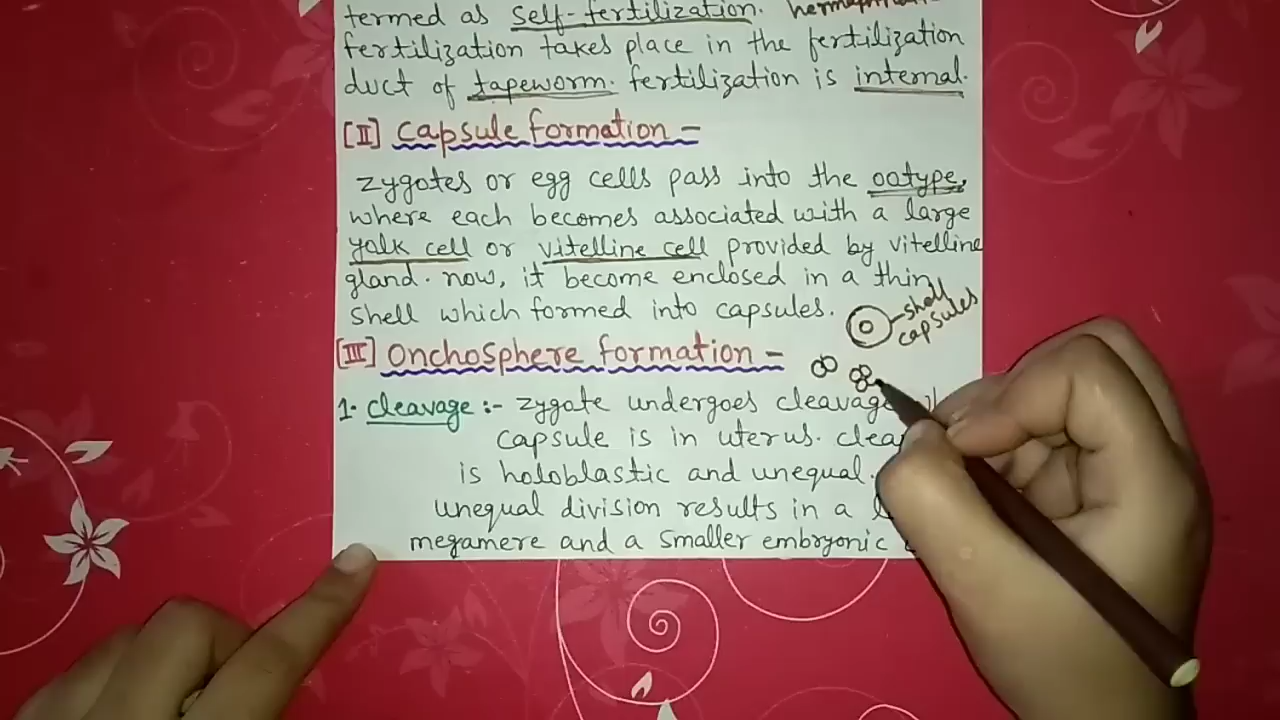 termed as self-fertilization.
fertilization takes place in the fertilization
duct of tapeworm. fertilization is internal.
[II] Capsule formation -
zygotes or egg cells pass into the ootype,
where each becomes associated with a large
yalk cell or vitelline cell provided by vitelline
gland. now, it become enclosed in a thin
shell which formed into capsules.
shell
capsules
[III] Onchosphere formation -
1. cleavage :- zygate undergoes cleavage
capsule is in uterus.
is holoblastic and unequal.
unequal division results in a
megamere and a smaller embryonic